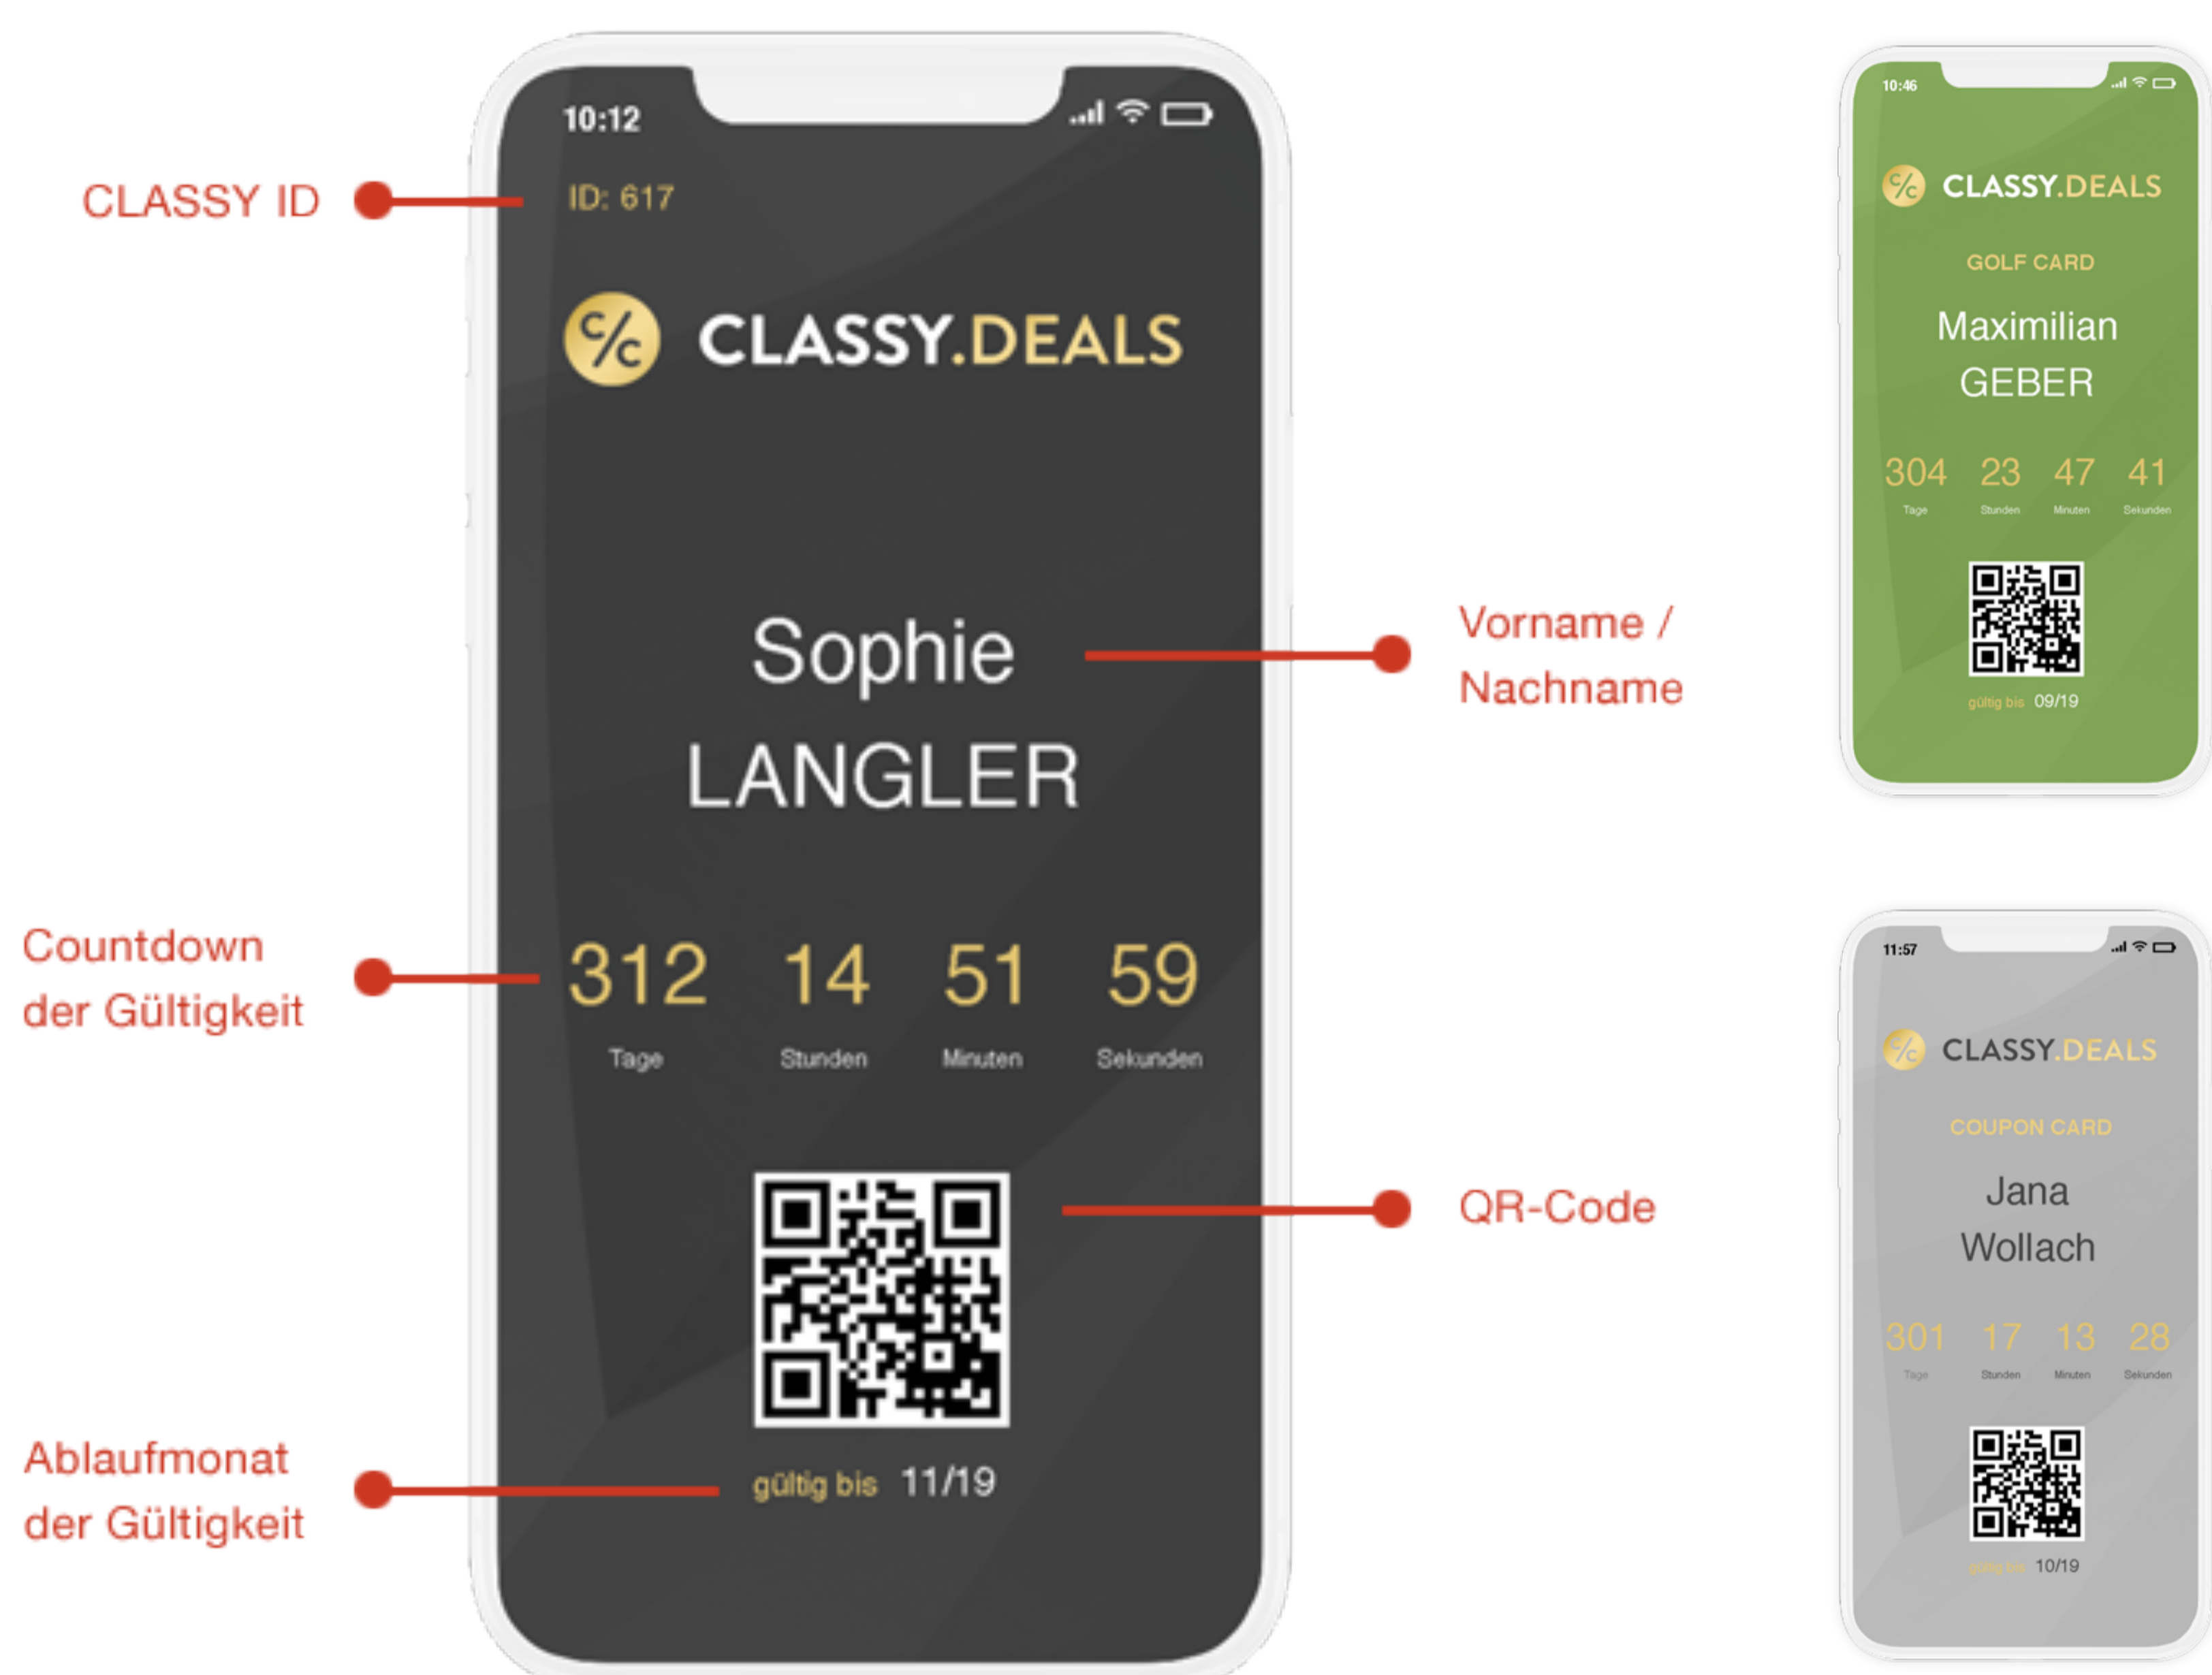 CLASSY ID
Countdown
der Gültigkeit
Ablaufmonat
der Gültigkeit
10:12
ID: 617
C/C CLASSY.DEALS
Sophie
LANGLER
312 14 51 59
Tage Stunden Minuten Sekunden
gültig bis 11/19
Vorname /
Nachname
QR-Code
10:46
C/C CLASSY.DEALS
GOLF CARD
Maximilian
GEBER
304 23 47 41
Tage Stunden Minuten Sekunden
gültig bis 09/19
11:57
C/C CLASSY.DEALS
COUPON CARD
Jana
Wollach
301 17 13 28
Tage Stunden Minuten Sekunden
gültig bis 10/19